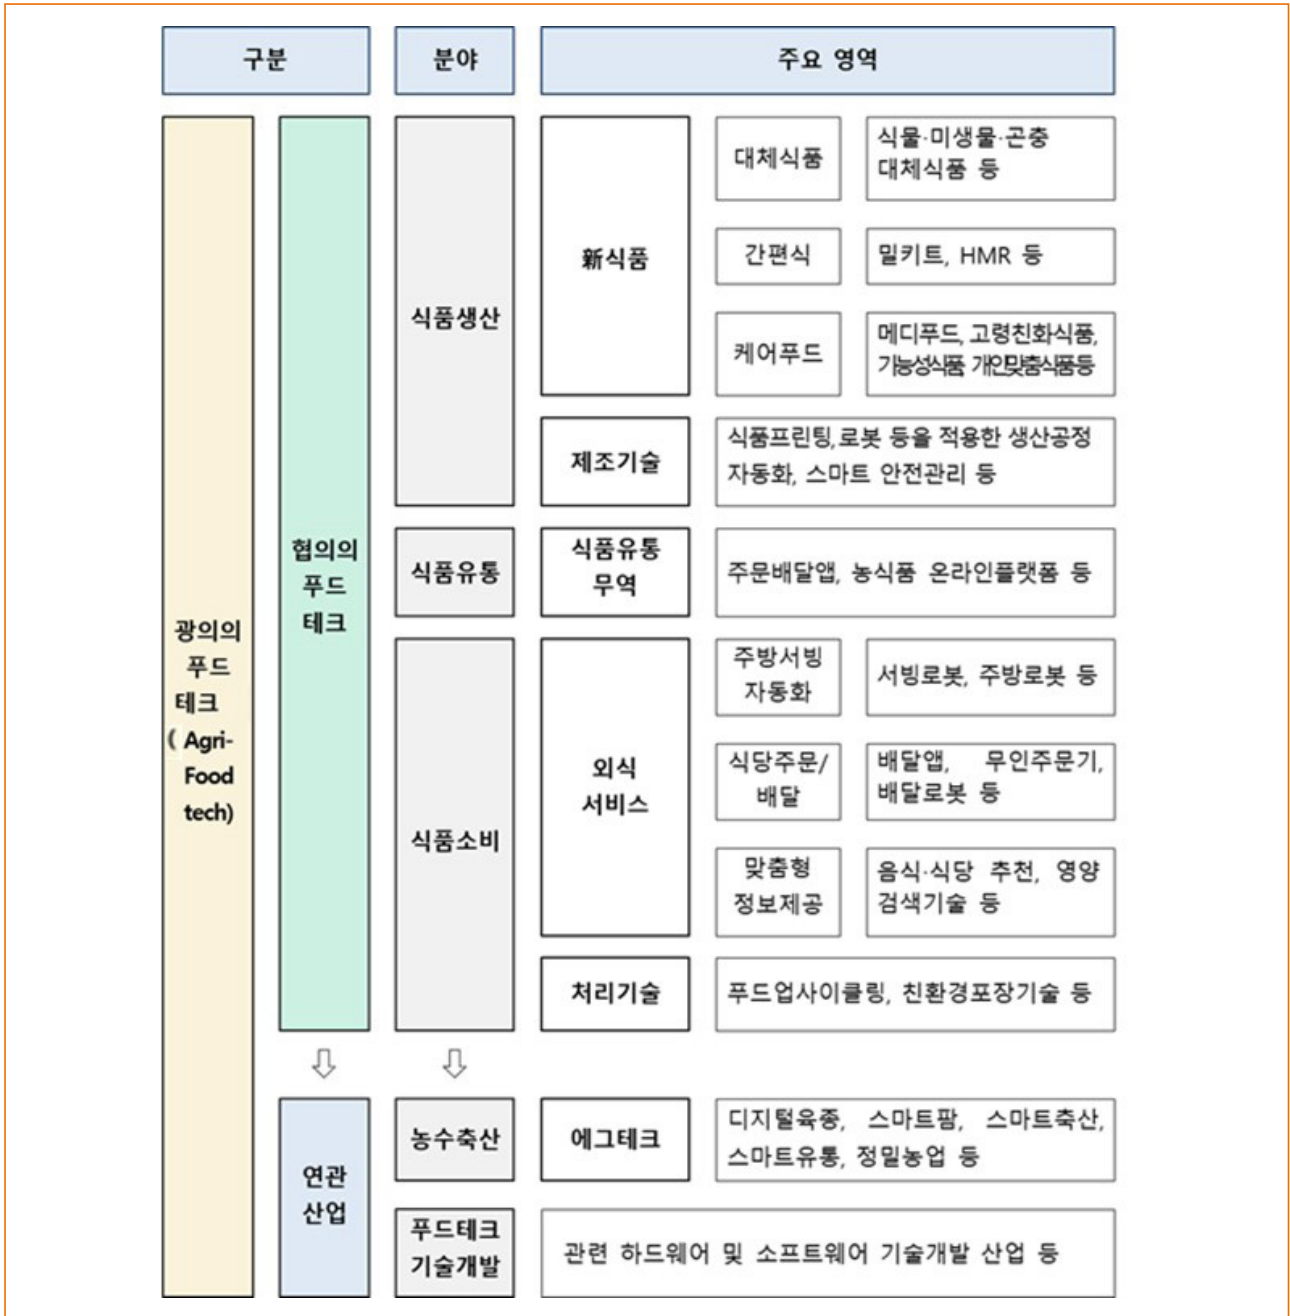 구분
분야
주요 영역
광의의
푸드
테크
( Agri-
Food
tech)
협의의
푸드
테크
식품생산
新식품
대체식품
식물·미생물·곤충
대체식품 등
간편식
밀키트, HMR 등
케어푸드
메디푸드, 고령친화식품,
기능성식품, 개인맞춤식품등
제조기술
식품프린팅,로봇 등을 적용한 생산공정
자동화, 스마트 안전관리 등
식품유통
식품유통
무역
주문배달앱, 농식품 온라인플랫폼 등
식품소비
외식
서비스
주방서빙
자동화
서빙로봇, 주방로봇 등
식당주문/
배달
배달앱, 무인주문기,
배달로봇 등
맞춤형
정보제공
음식·식당 추천, 영양
검색기술 등
처리기술
푸드업사이클링, 친환경포장기술 등
연관
산업
농수축산
에그테크
디지털육종, 스마트팜, 스마트축산,
스마트유통, 정밀농업 등
푸드테크
기술개발
관련 하드웨어 및 소프트웨어 기술개발 산업 등